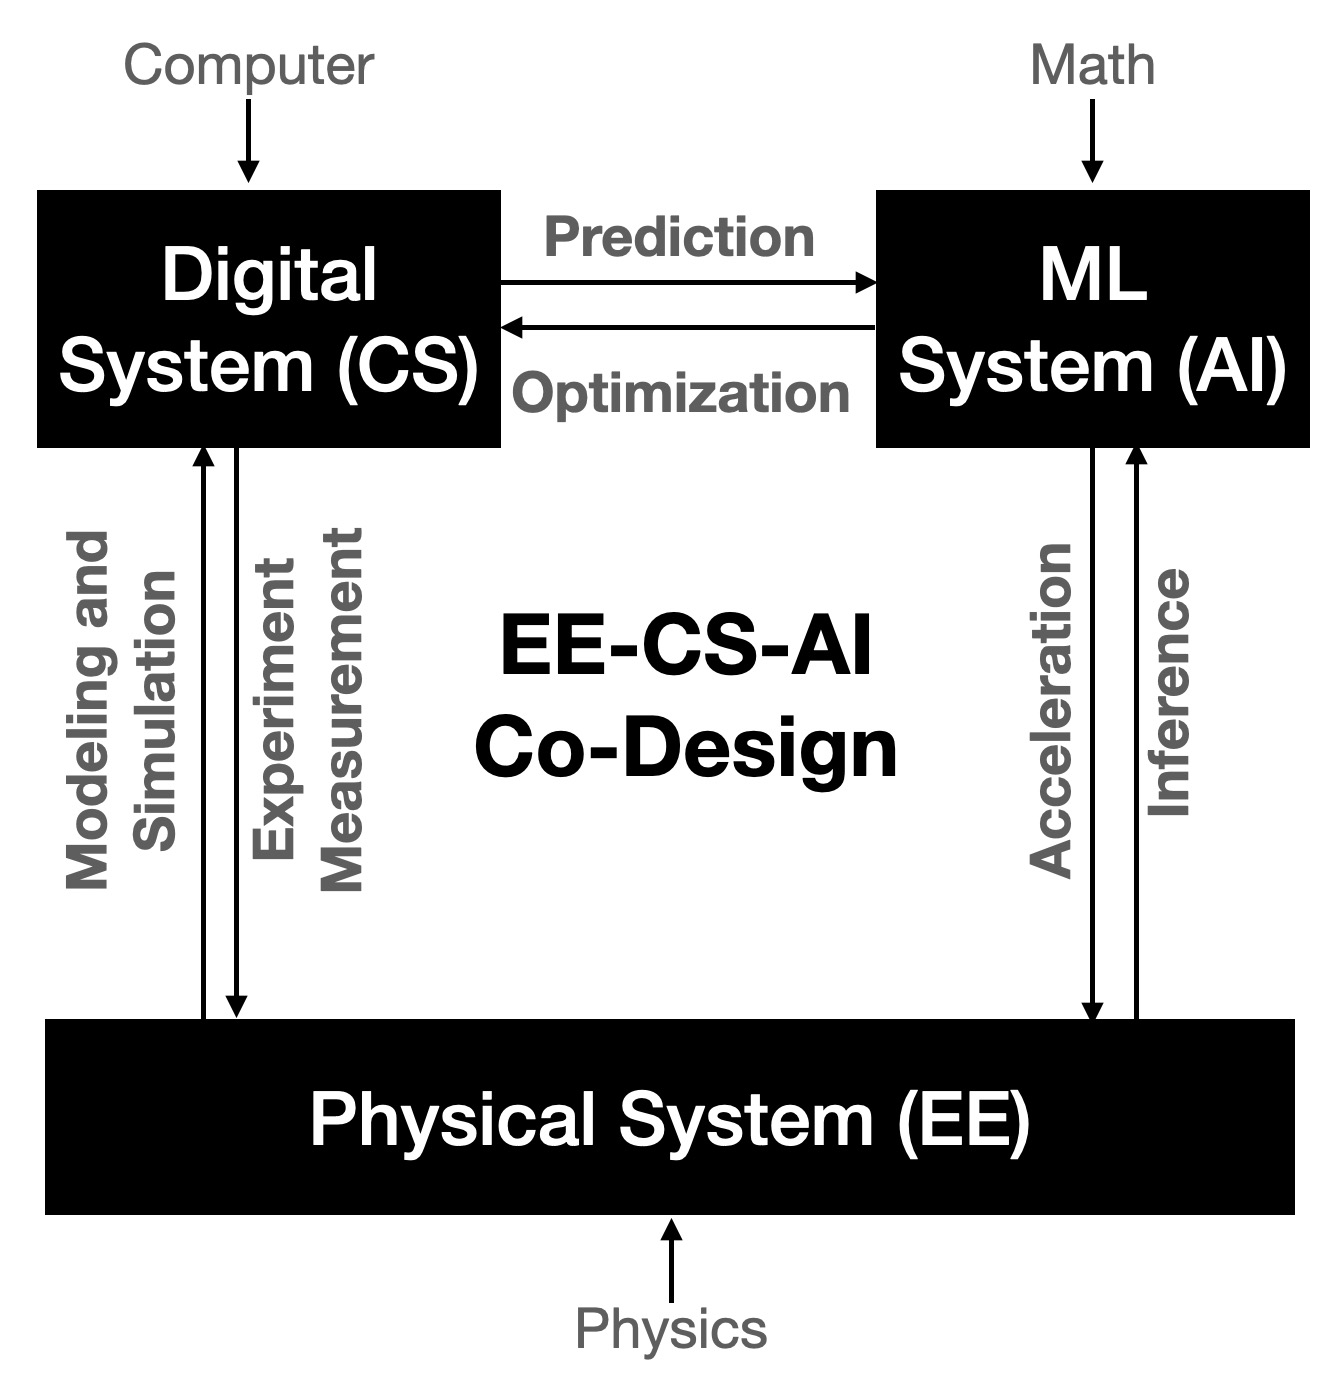 Computer
Math
Digital
System (CS)
Prediction
Optimization
ML
System (AI)
Modeling and
Simulation
Experiment
Measurement
EE-CS-AI
Co-Design
Acceleration
Inference
Physical System (EE)
Physics